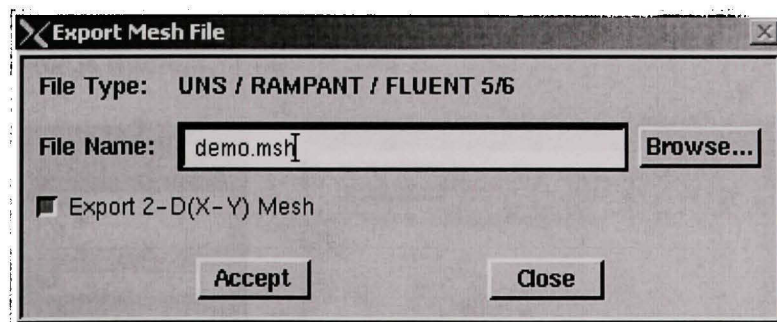 Export Mesh File
File Type: UNS / RAMPANT / FLUENT 5/6
File Name: demo.msh Browse...
Export 2-D(X-Y) Mesh
Accept Close